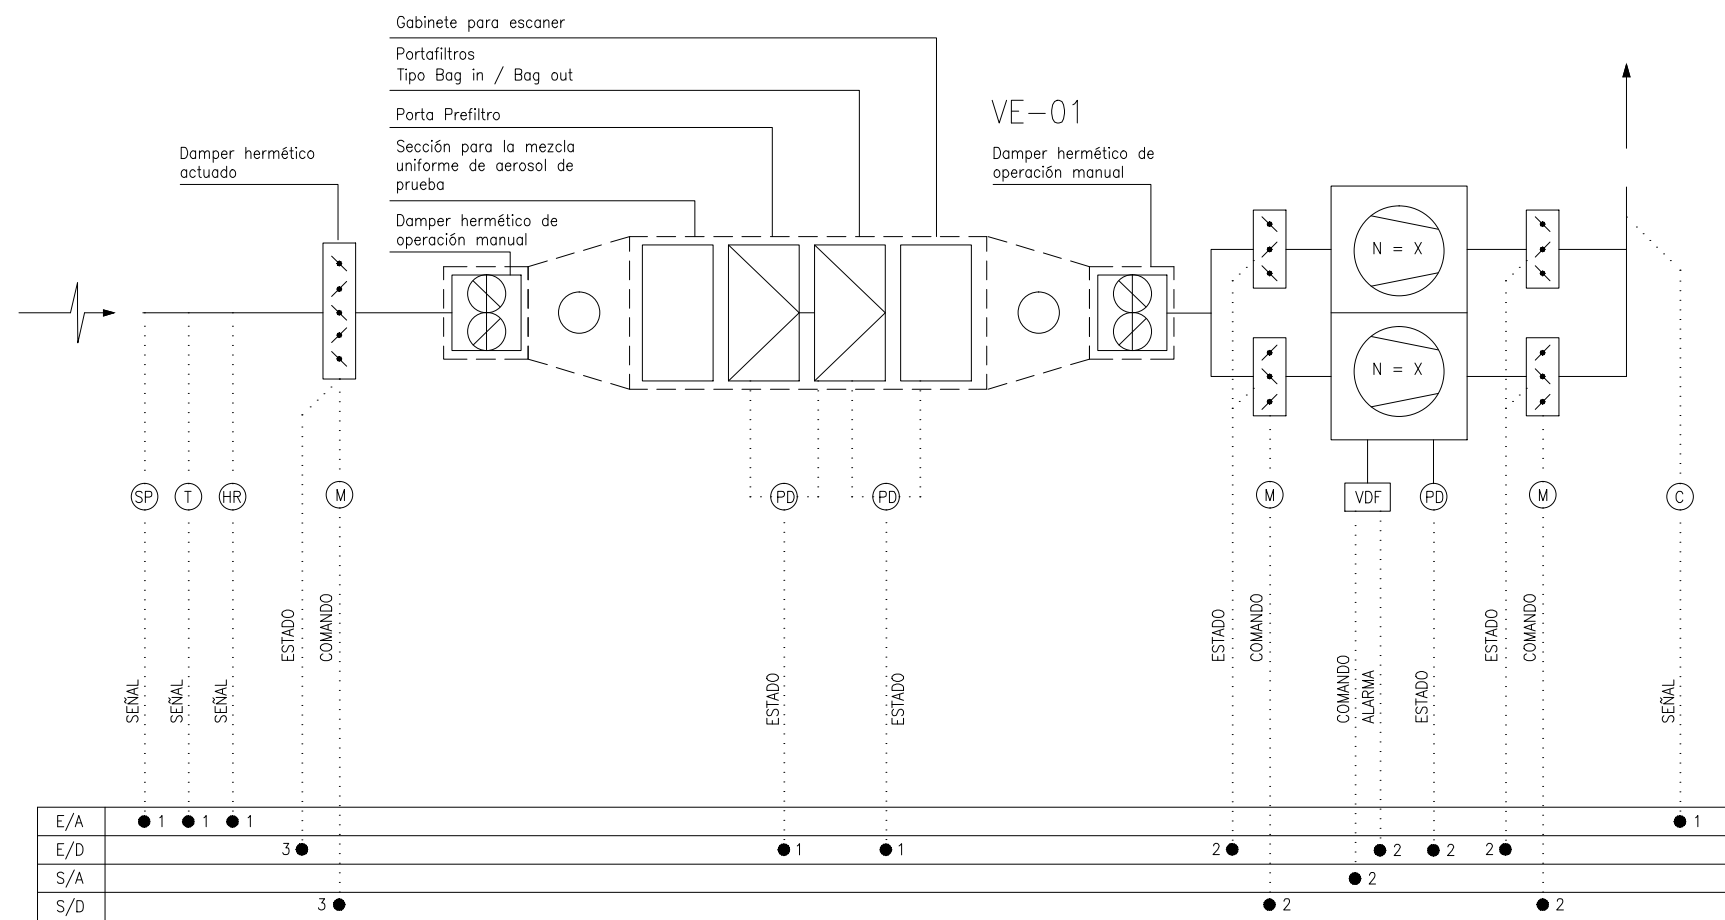 Gabinete para escaner
Portafiltros
Tipo Bag in / Bag out
VE-01
Porta Prefiltro
Sección para la mezcla
uniforme de aerosol de
prueba
Damper hermético
actuado
Damper hermético de
operación manual
Damper hermético de
operación manual
N = X
N = X
SP
T
HR
M
PD
PD
M
VDF
PD
M
C
SEÑAL
SEÑAL
SEÑAL
ESTADO
COMANDO
ESTADO
ESTADO
ESTADO
COMANDO
COMANDO
ALARMA
ESTADO
ESTADO
COMANDO
SEÑAL
E/A 1 1 1 1
E/D 3 1 1 2 2 2 2
S/A 2
S/D 3 2 2